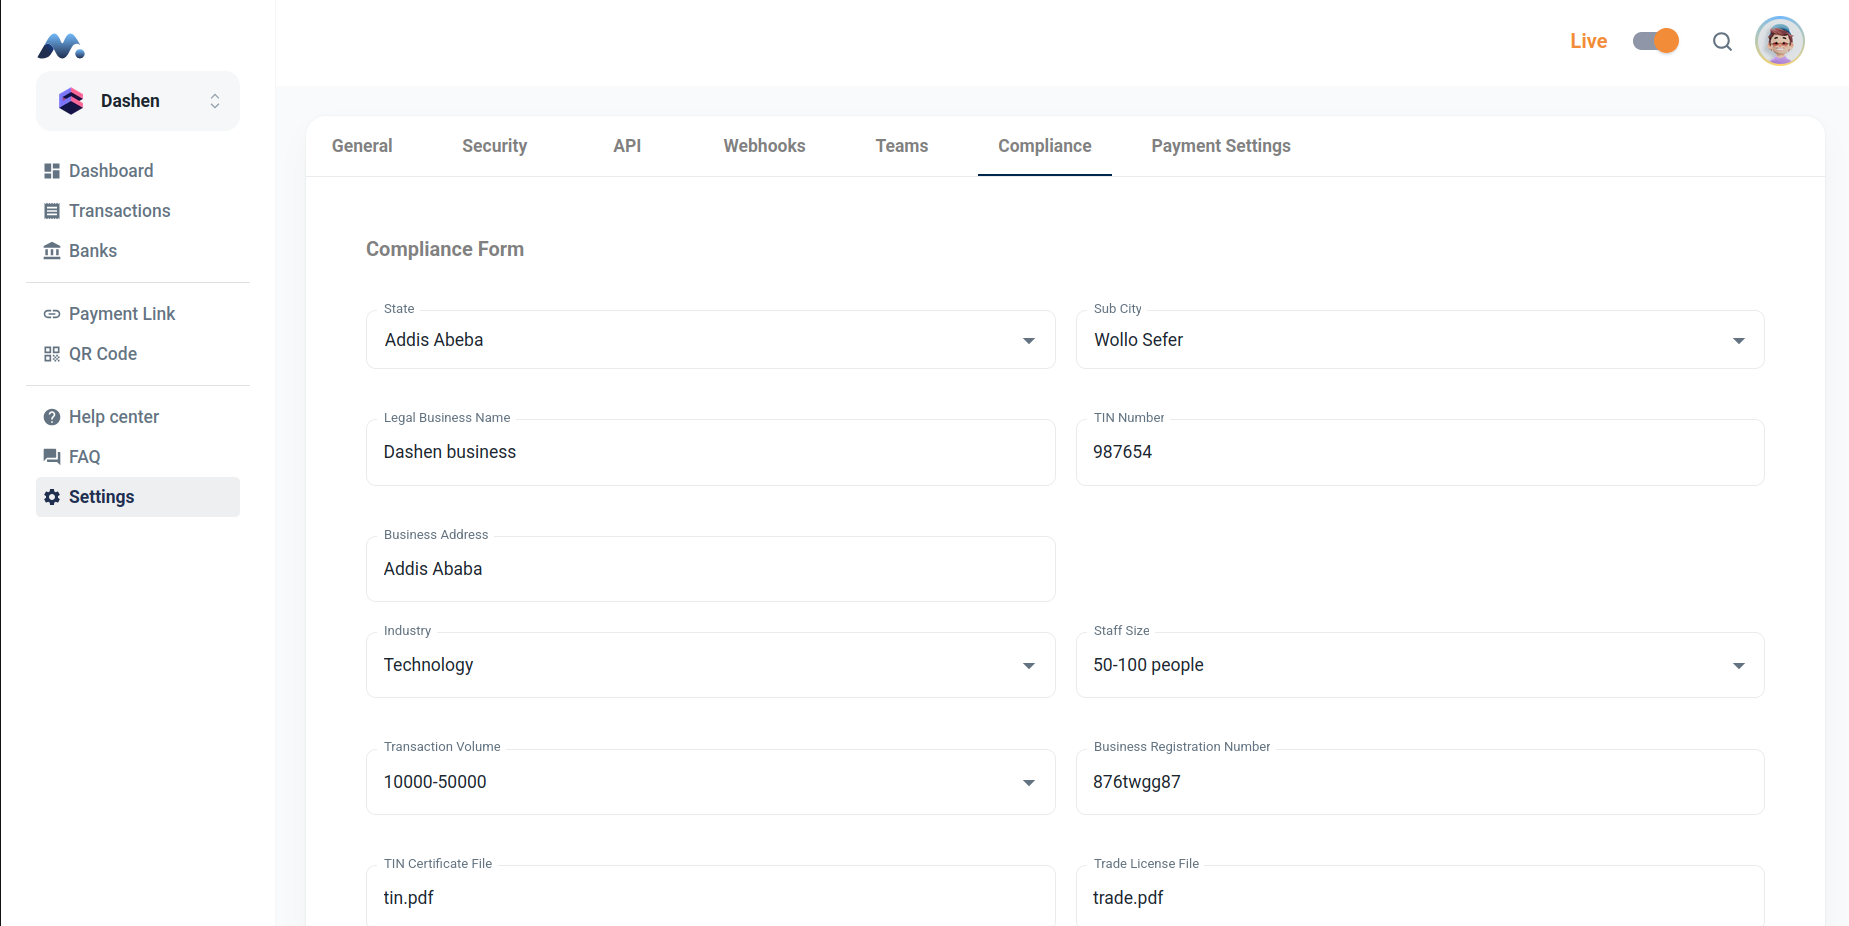 Live
Dashen
Dashboard
Transactions
Banks
Payment Link
QR Code
Help center
FAQ
Settings
General Security API Webhooks Teams Compliance Payment Settings
Compliance Form
State
Addis Abeba
Sub City
Wollo Sefer
Legal Business Name
Dashen business
TIN Number
987654
Business Address
Addis Ababa
Industry
Technology
Staff Size
50-100 people
Transaction Volume
10000-50000
Business Registration Number
876twgg87
TIN Certificate File
tin.pdf
Trade License File
trade.pdf